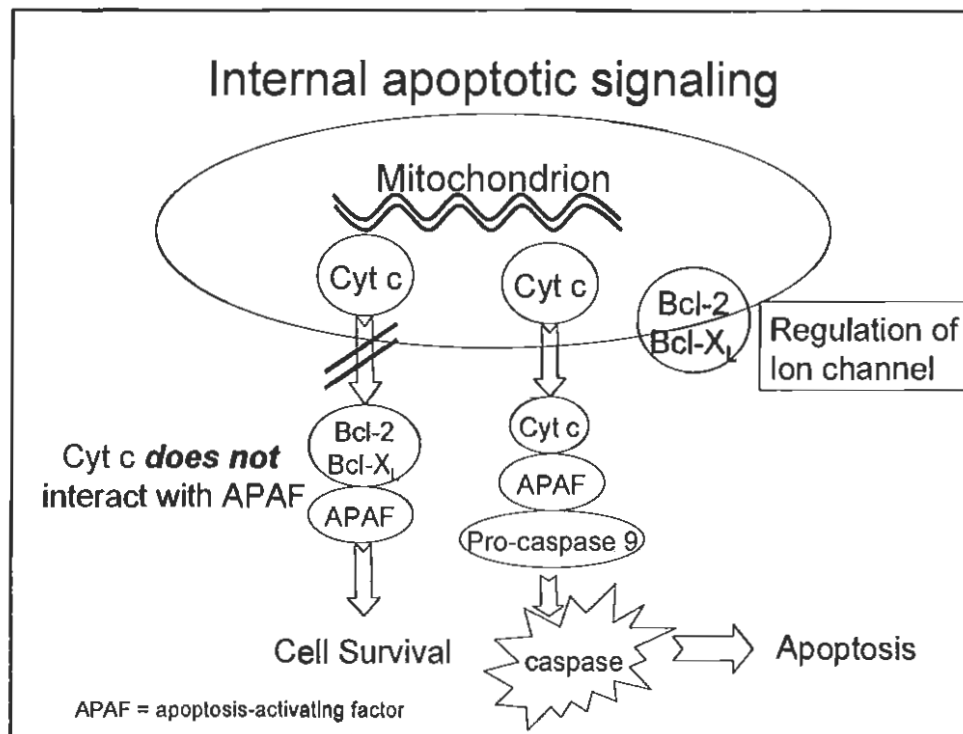 Internal apoptotic signaling
Mitochondrion
Cyt c
Cyt c
Bcl-2
Bcl-XL
Regulation of
Ion channel
Cyt c does not
interact with APAF
Bcl-2
Bcl-XL
APAF
Cyt c
APAF
Pro-caspase 9
Cell Survival
caspase
Apoptosis
APAF = apoptosis-activating factor